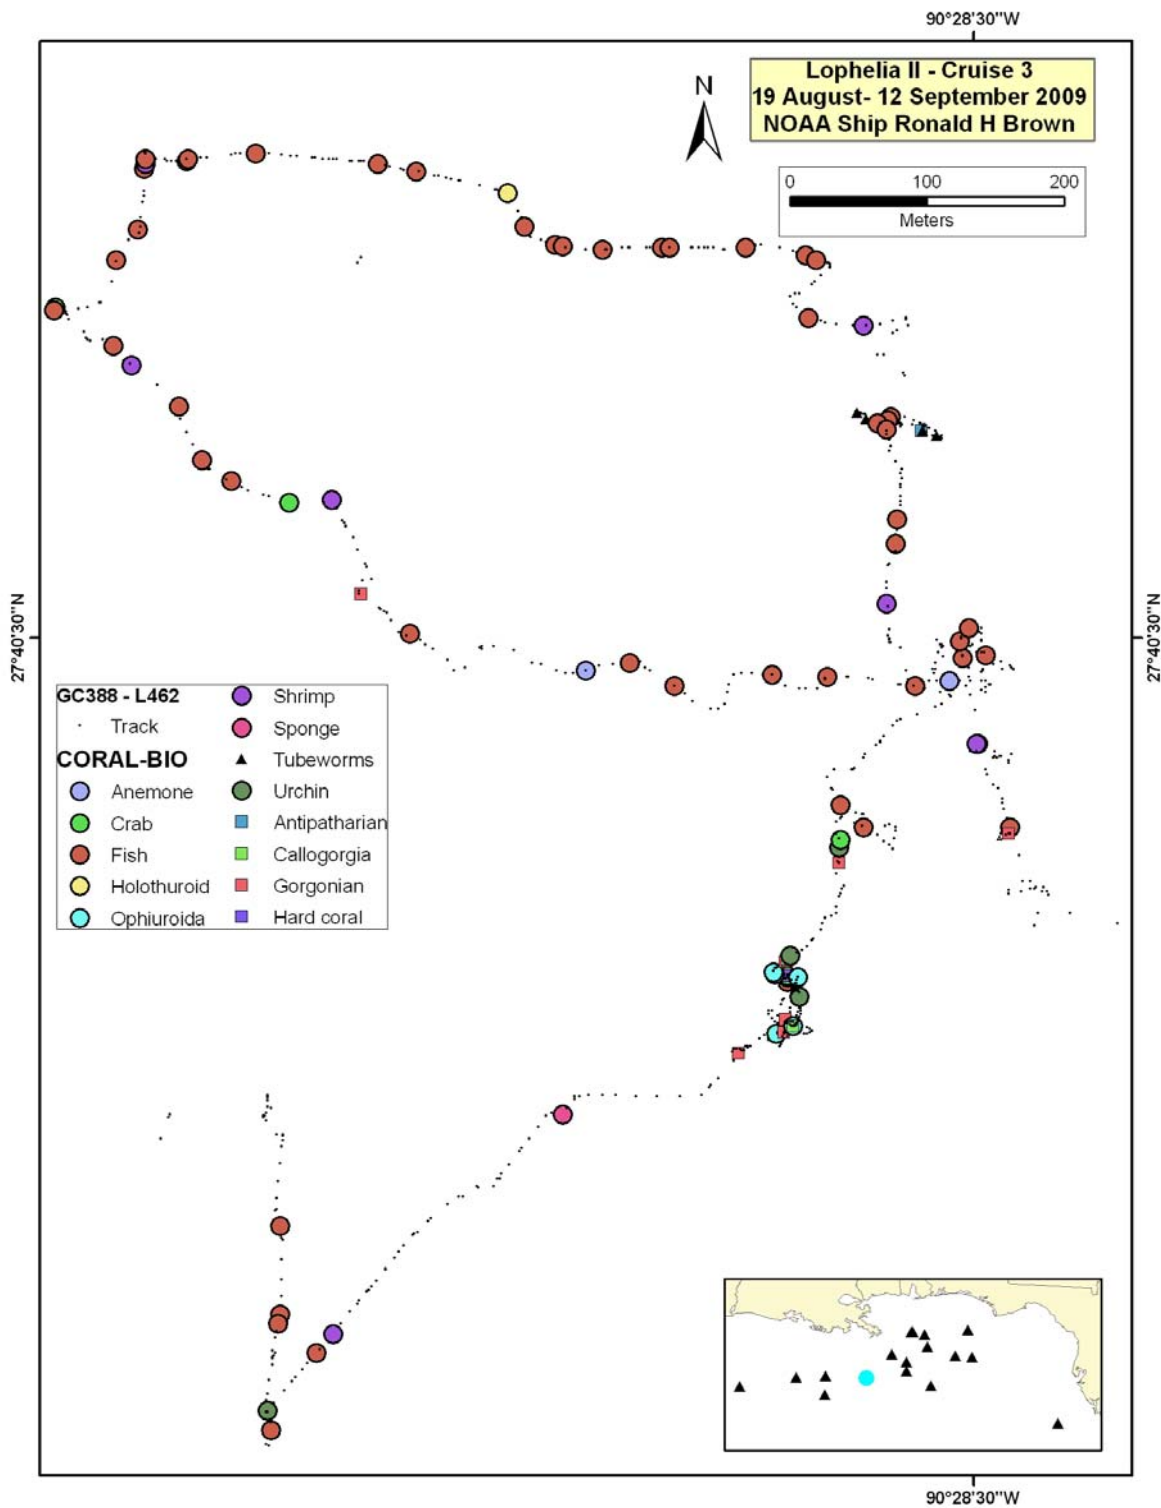 90°28'30"W
Lophelia II - Cruise 3
19 August- 12 September 2009
NOAA Ship Ronald H Brown
N
0 100 200
Meters
27°40'30"N
27°40'30"N
GC388 - L462
Track
CORAL-BIO
Anemone
Crab
Fish
Holothuroid
Ophiuroida
Shrimp
Sponge
Tubeworms
Urchin
Antipatharian
Callogorgia
Gorgonian
Hard coral
90°28'30"W